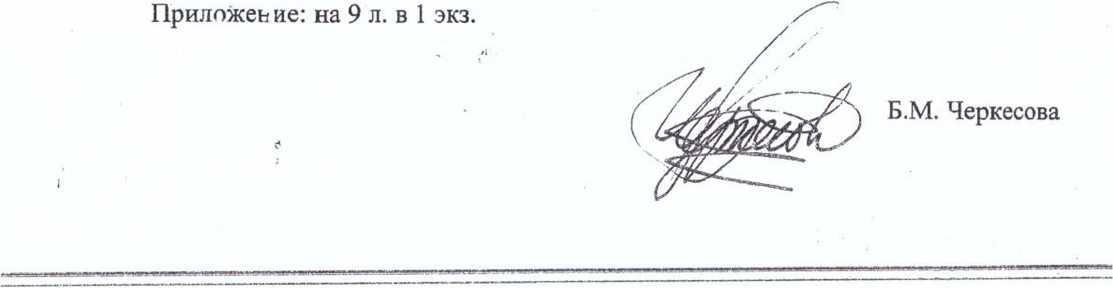 Приложение: на 9 л. в 1 экз.
Б.М. Черкесова